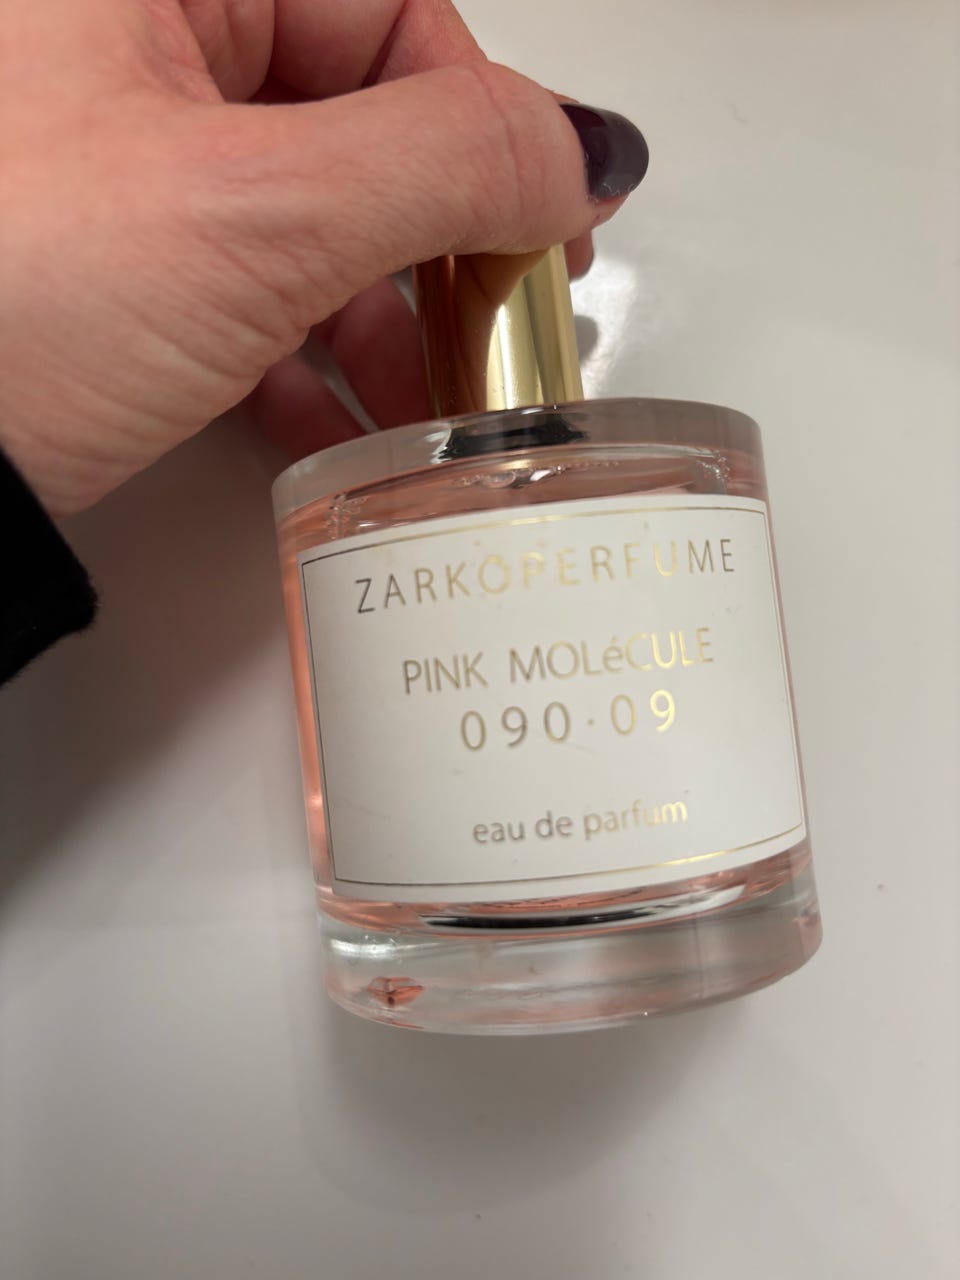 ZARKOPERFUME
PINK MOLéCULE
090·09
eau de parfum